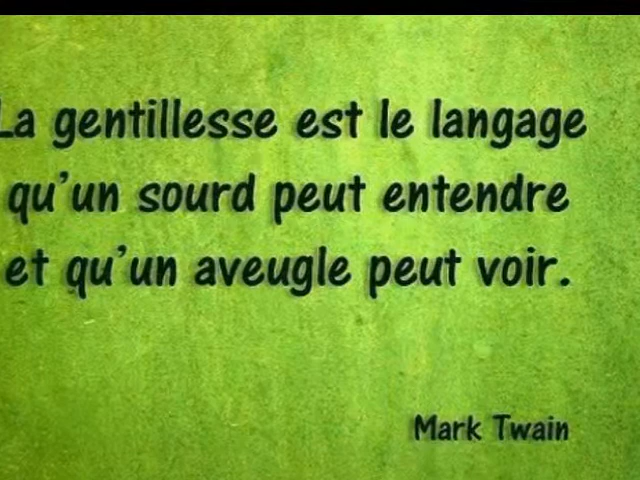 La gentillesse est le langage
qu'un sourd peut entendre
et qu'un aveugle peut voir.
Mark Twain